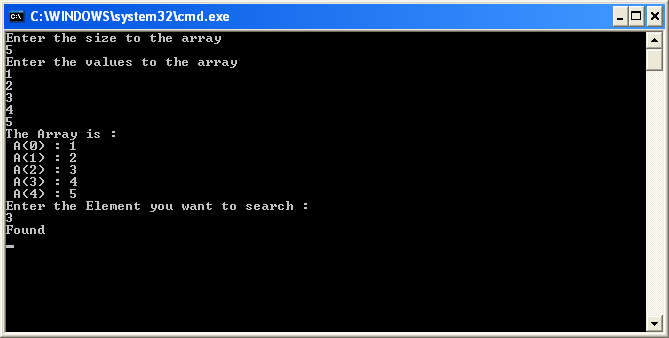 C:\WINDOWS\system32\cmd.exe
Enter the size to the array
5
Enter the values to the array
1
2
3
4
5
The Array is :
A(0) : 1
A(1) : 2
A(2) : 3
A(3) : 4
A(4) : 5
Enter the Element you want to search :
3
Found